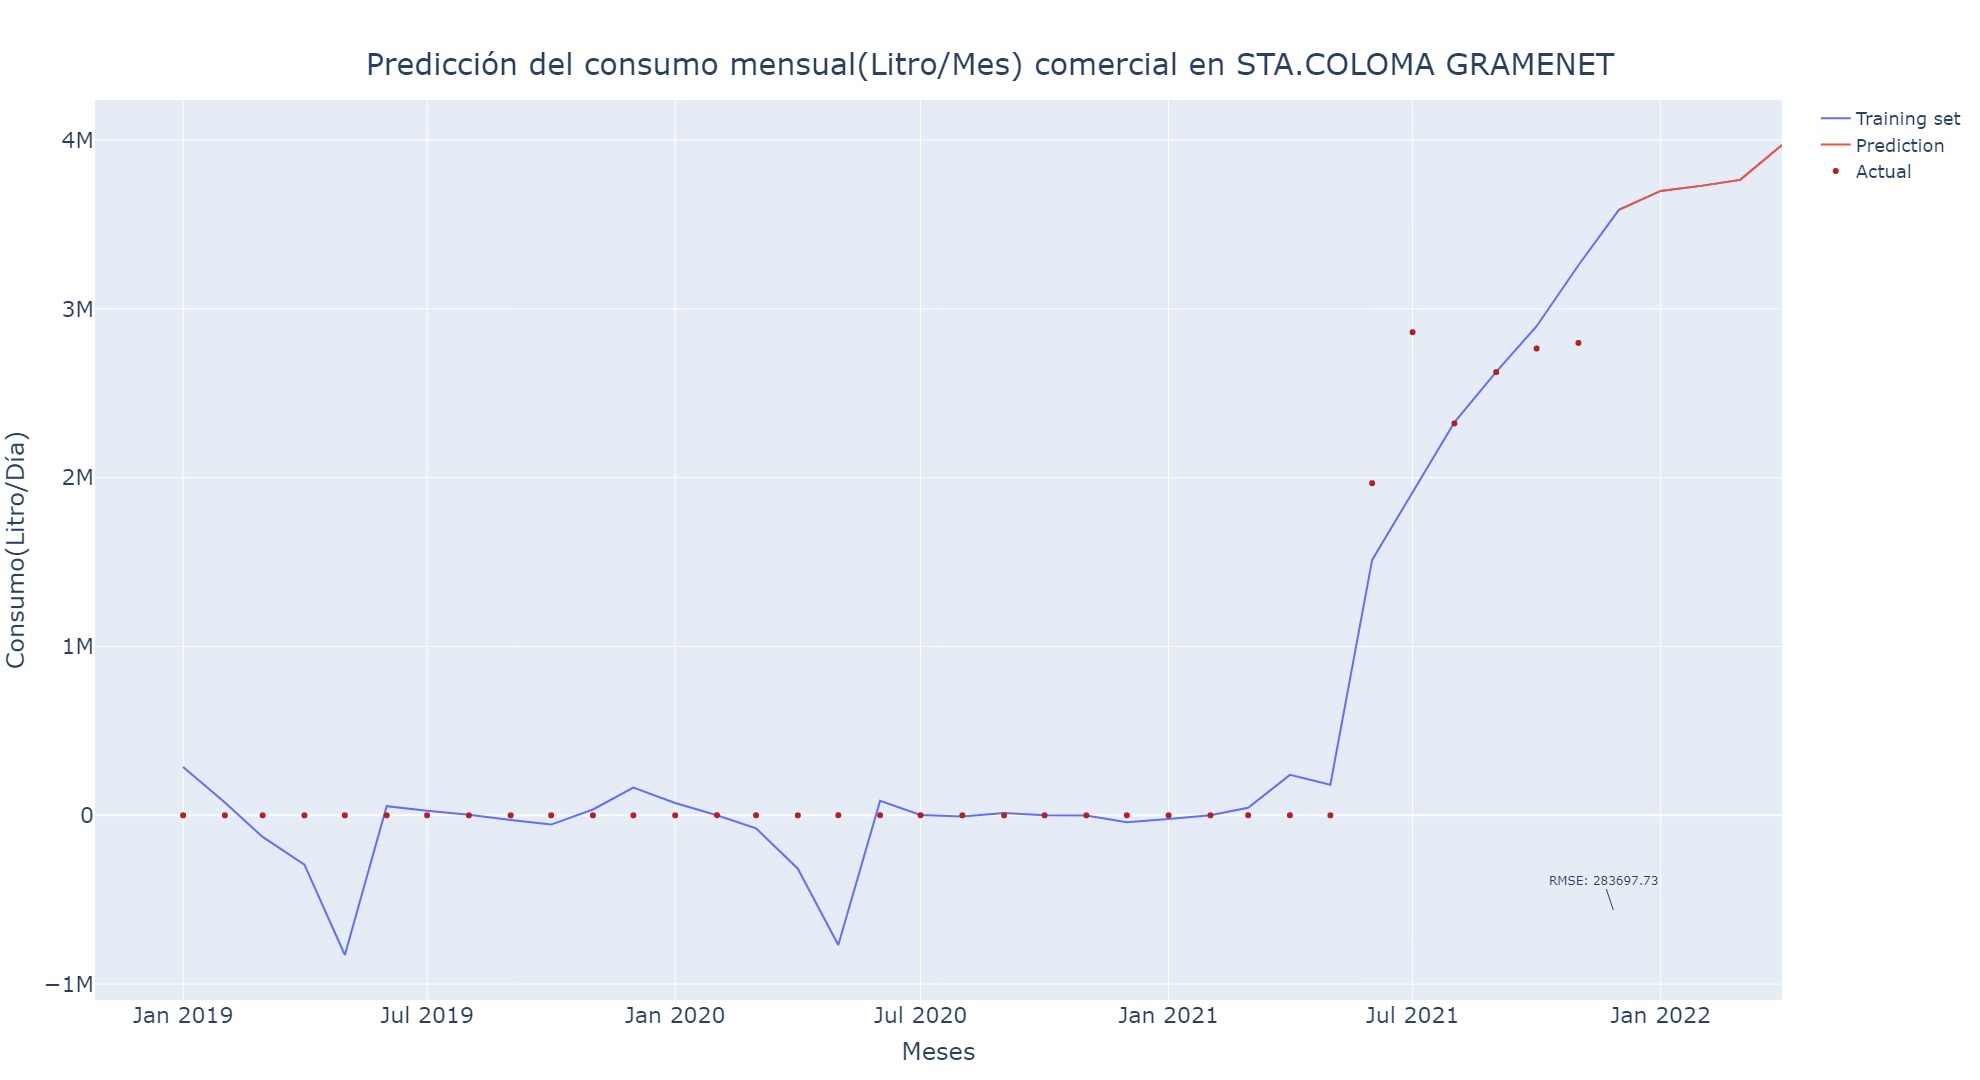 Predicción del consumo mensual(Litro/Mes) comercial en STA.COLOMA GRAMENET
Training set
Prediction
Actual
4M
3M
2M
1M
0
−1M
Consumo(Litro/Día)
RMSE: 283697.73
Jan 2019
Jul 2019
Jan 2020
Jul 2020
Jan 2021
Jul 2021
Jan 2022
Meses